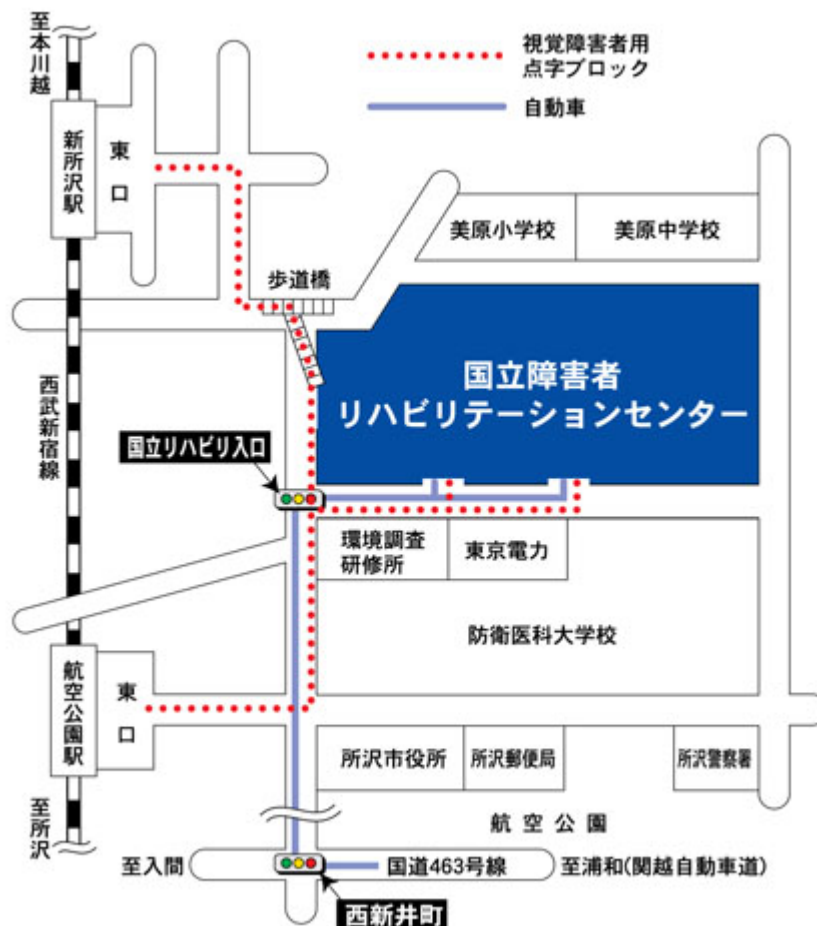 至本川越
視覚障害者用
点字ブロック
自動車
新所沢駅
東口
美原小学校
美原中学校
歩道橋
国立障害者
リハビリテーションセンター
西武新宿線
国立リハビリ入口
環境調査
研修所
東京電力
防衛医科大学校
航空公園駅
東口
所沢市役所
所沢郵便局
所沢警察署
至所沢
航空公園
至入間
国道463号線
至浦和(関越自動車道)
西新井町